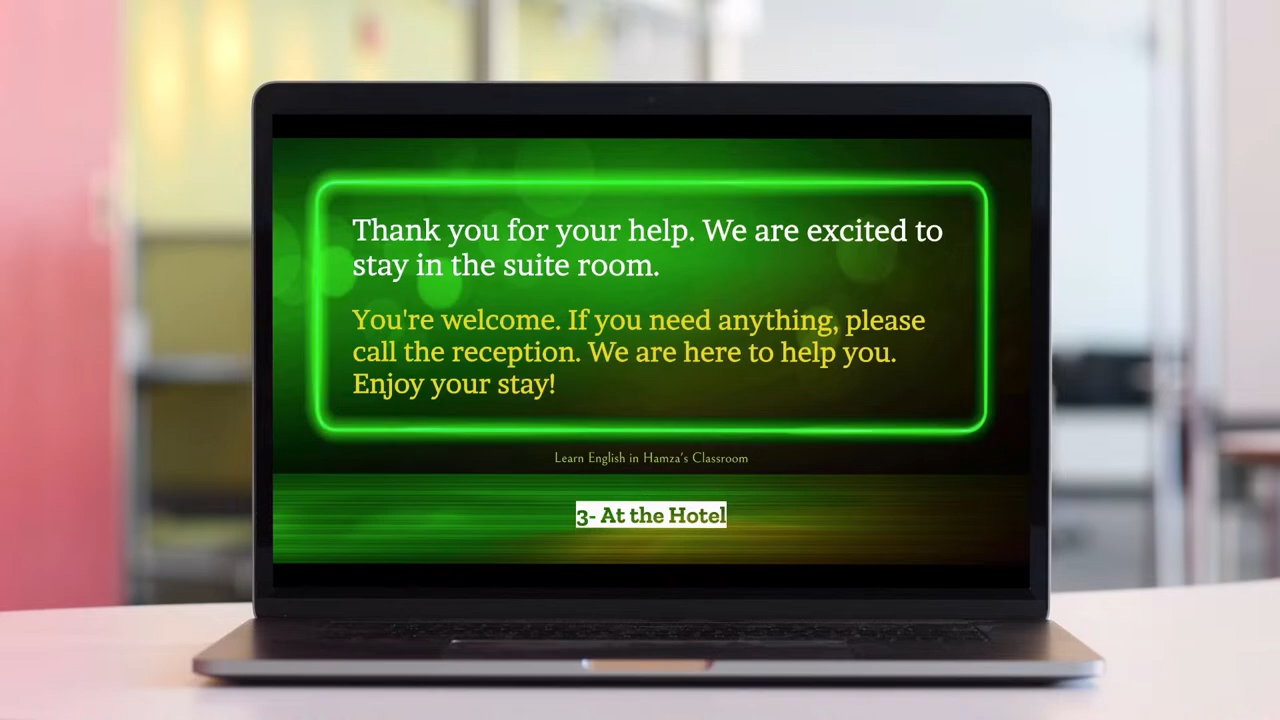 Thank you for your help. We are excited to
stay in the suite room.
You're welcome. If you need anything, please
call the reception. We are here to help you.
Enjoy your stay!
Learn English in Hamza's Classroom
3- At the Hotel